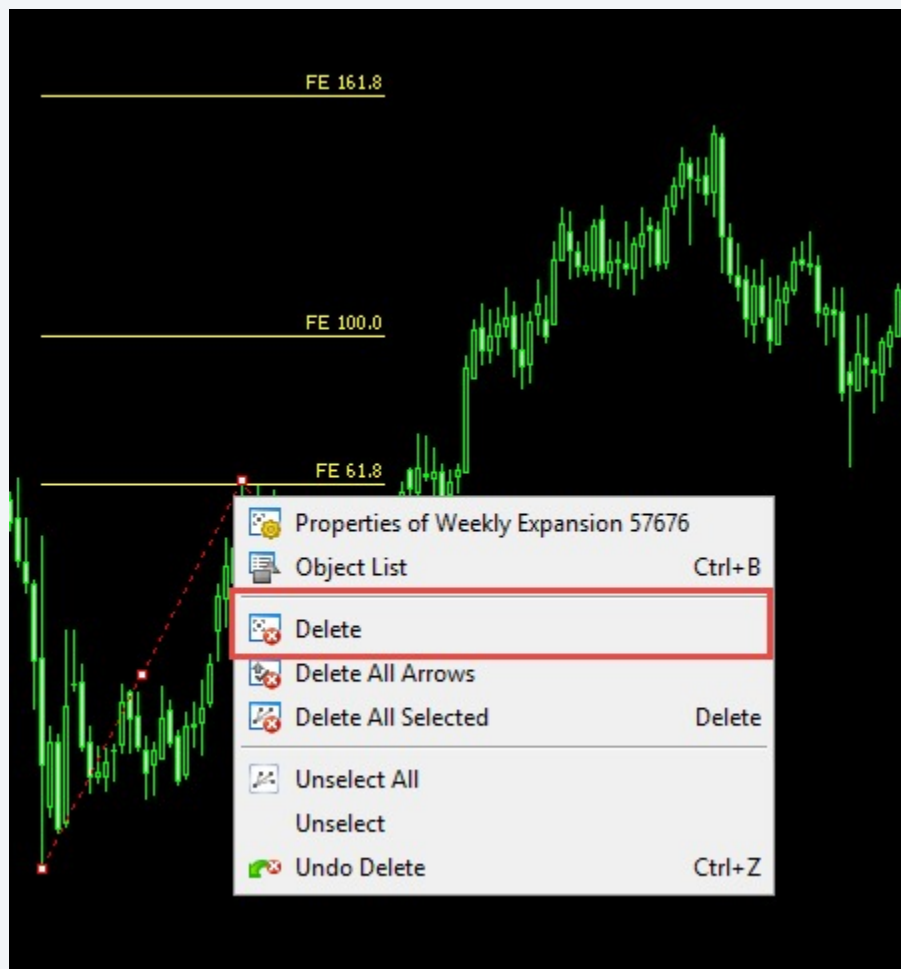 FE 161.8
FE 100.0
FE 61.8
Properties of Weekly Expansion 57676
Object List Ctrl+B
Delete
Delete All Arrows
Delete All Selected Delete
Unselect All
Unselect
Undo Delete Ctrl+Z